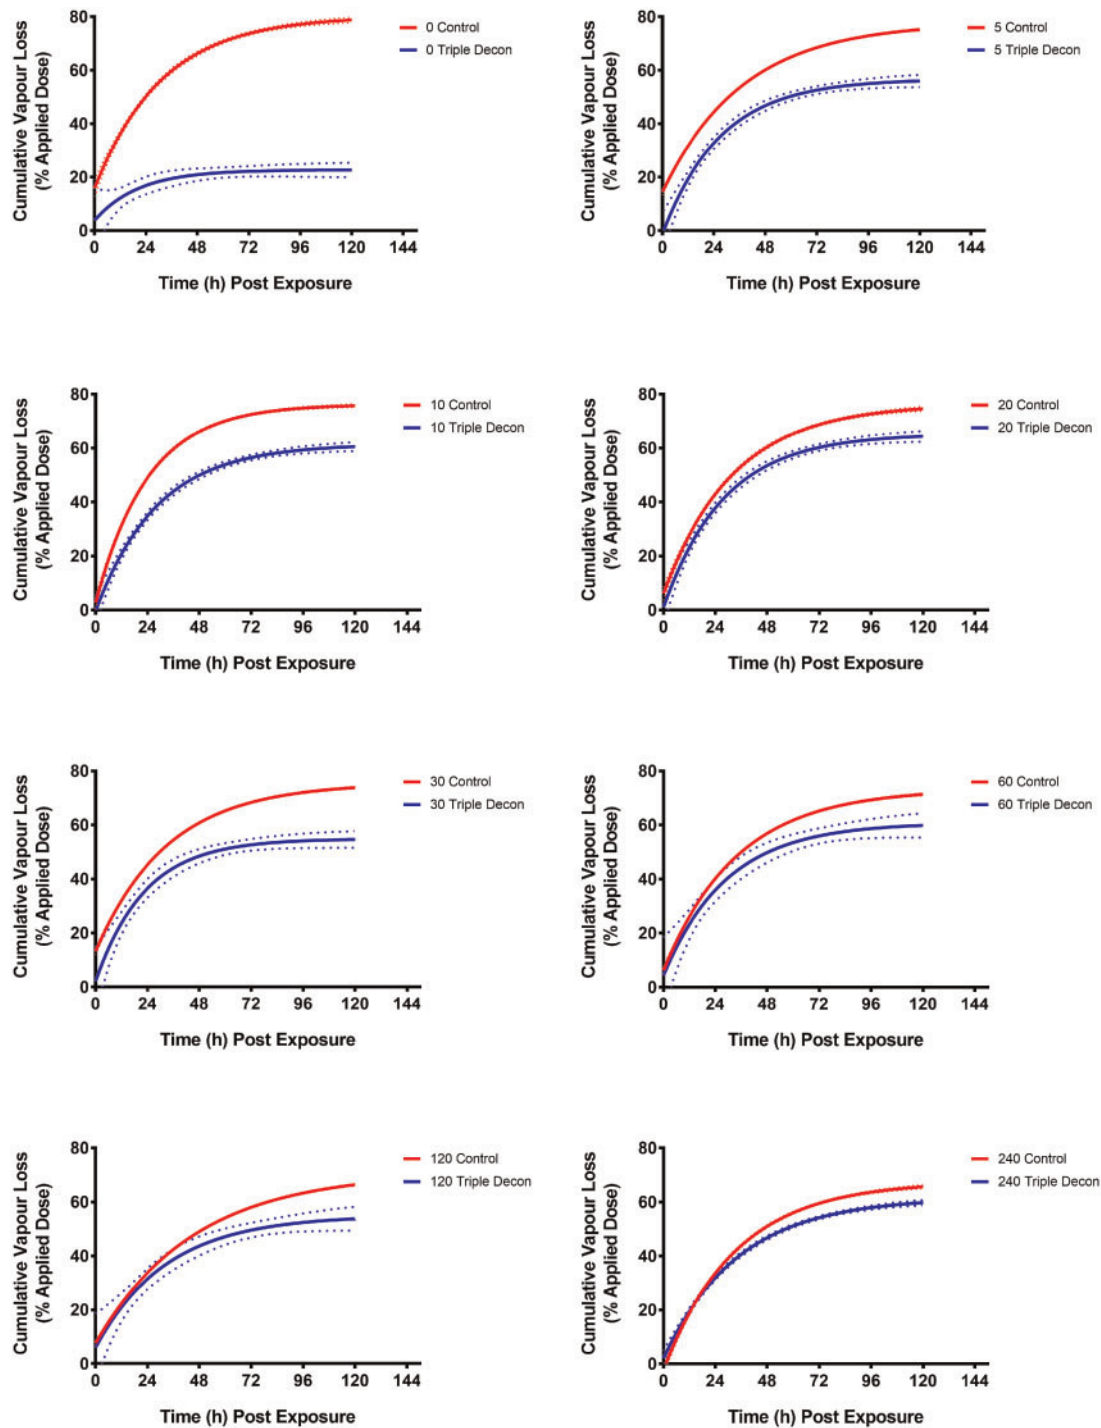 80
60
40
20
0
Cumulative Vapour Loss
(% Applied Dose)
0 24 48 72 96 120 144
Time (h) Post Exposure
0 Control
0 Triple Decon
80
60
40
20
0
Cumulative Vapour Loss
(% Applied Dose)
0 24 48 72 96 120 144
Time (h) Post Exposure
5 Control
5 Triple Decon
80
60
40
20
0
Cumulative Vapour Loss
(% Applied Dose)
0 24 48 72 96 120 144
Time (h) Post Exposure
10 Control
10 Triple Decon
80
60
40
20
0
Cumulative Vapour Loss
(% Applied Dose)
0 24 48 72 96 120 144
Time (h) Post Exposure
20 Control
20 Triple Decon
80
60
40
20
0
Cumulative Vapour Loss
(% Applied Dose)
0 24 48 72 96 120 144
Time (h) Post Exposure
30 Control
30 Triple Decon
80
60
40
20
0
Cumulative Vapour Loss
(% Applied Dose)
0 24 48 72 96 120 144
Time (h) Post Exposure
60 Control
60 Triple Decon
80
60
40
20
0
Cumulative Vapour Loss
(% Applied Dose)
0 24 48 72 96 120 144
Time (h) Post Exposure
120 Control
120 Triple Decon
80
60
40
20
0
Cumulative Vapour Loss
(% Applied Dose)
0 24 48 72 96 120 144
Time (h) Post Exposure
240 Control
240 Triple Decon